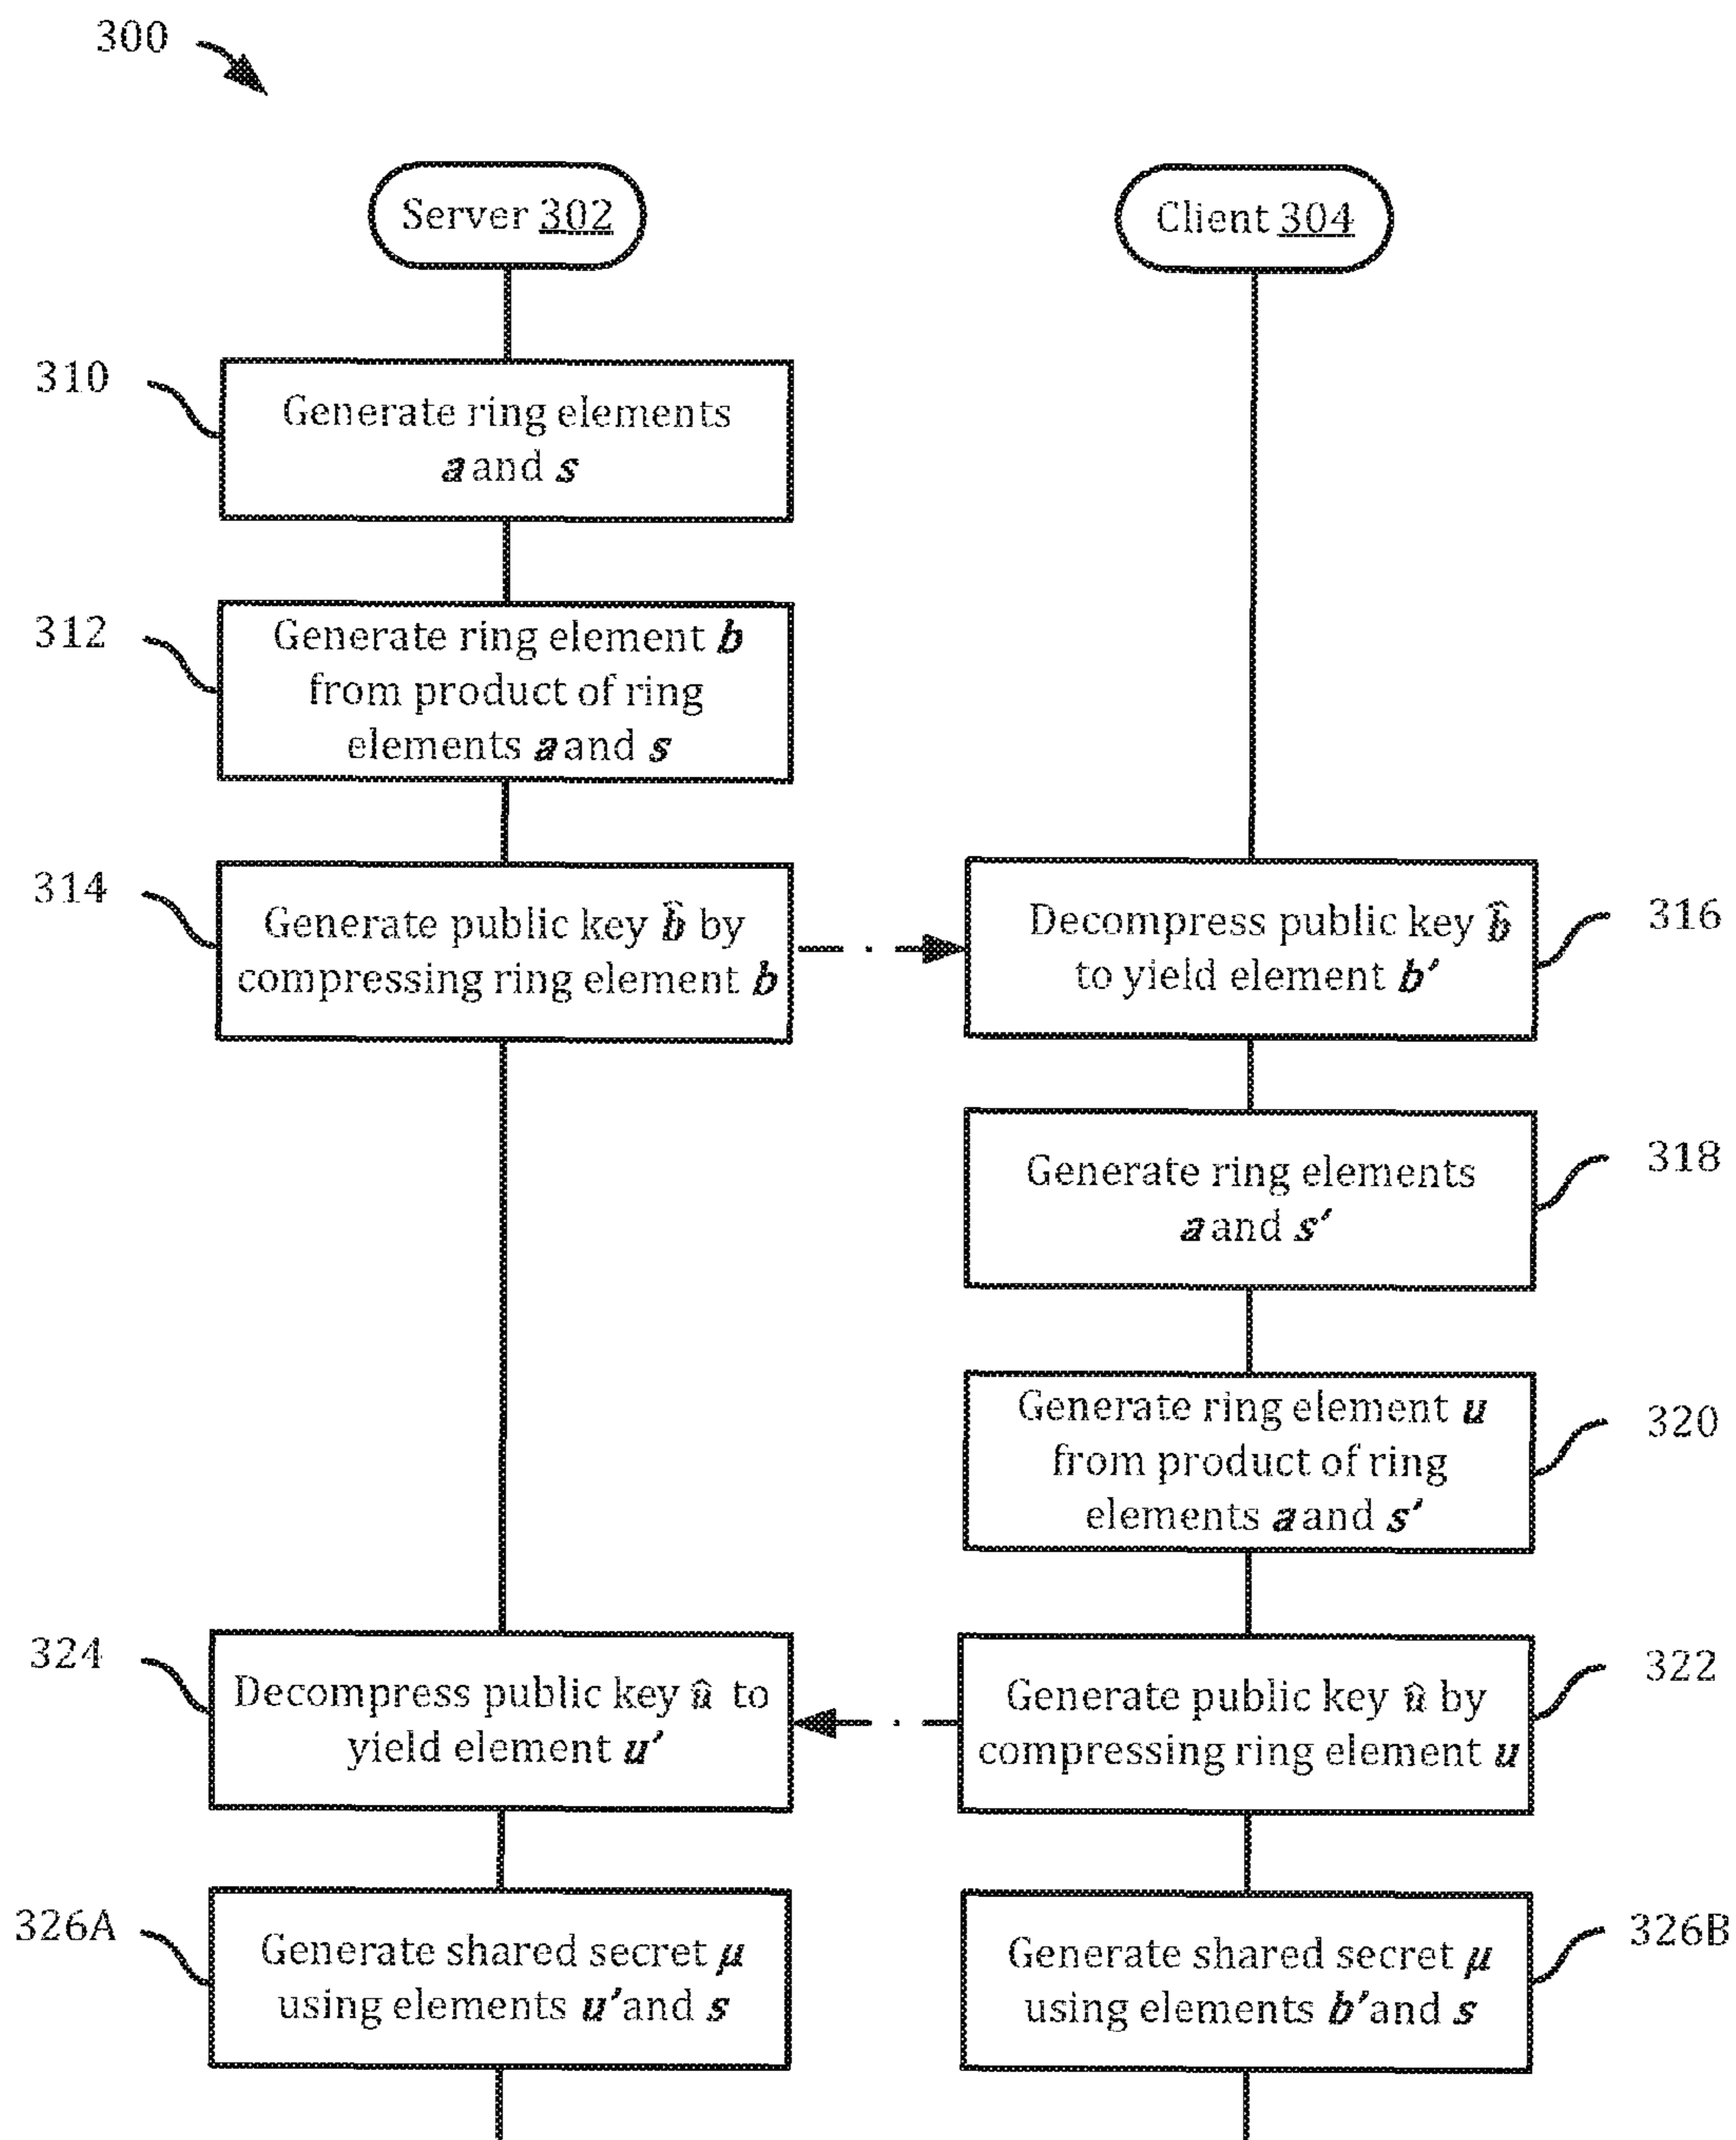 300
Server 302
Client 304
310
Generate ring elements
a and s
312
Generate ring element b
from product of ring
elements a and s
314
Generate public key b̂ by
compressing ring element b
Decompress public key b̂
to yield element b′
316
Generate ring elements
a and s′
318
Generate ring element u
from product of ring
elements a and s′
320
324
Decompress public key û to
yield element u′
Generate public key û by
compressing ring element u
322
326A
Generate shared secret μ
using elements u′ and s
Generate shared secret μ
using elements b′ and s
326B